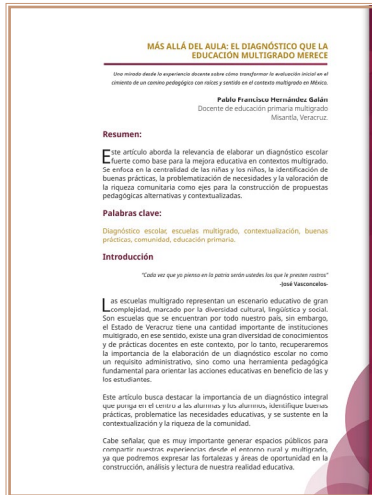 MÁS ALLÁ DEL AULA: EL DIAGNÓSTICO QUE LA
EDUCACIÓN MULTIGRADO MERECE
Una mirada desde la experiencia docente sobre cómo transformar la evaluación inicial en el
cimiento de un camino pedagógico con raíces y sentido en el contexto multigrado en México.
Pablo Francisco Hernández Galán
Docente de educación primaria multigrado
Misantla, Veracruz.
Resumen:
Este artículo aborda la relevancia de elaborar un diagnóstico escolar
fuerte como base para la mejora educativa en contextos multigrado.
Se enfoca en la centralidad de las niñas y los niños, la identificación de
buenas prácticas, la problematización de necesidades y la valoración de
la riqueza comunitaria como ejes para la construcción de propuestas
pedagógicas alternativas y contextualizadas.
Palabras clave:
Diagnóstico escolar, escuelas multigrado, contextualización, buenas
prácticas, comunidad, educación primaria.
Introducción
"Cada vez que yo pienso en la patria serán ustedes los que le presten rostros"
-José Vasconcelos-
Las escuelas multigrado representan un escenario educativo de gran
complejidad, marcado por la diversidad cultural, lingüística y social.
Son escuelas que se encuentran por todo nuestro país, sin embargo,
el Estado de Veracruz tiene una cantidad importante de instituciones
multigrado, en ese sentido, existe una gran diversidad de conocimientos
y de prácticas docentes en este contexto, por lo tanto, recuperaremos
la importancia de la elaboración de un diagnóstico escolar no como
un requisito administrativo, sino como una herramienta pedagógica
fundamental para orientar las acciones educativas en beneficio de las y
los estudiantes.
Este artículo busca destacar la importancia de un diagnóstico integral
que ponga en el centro a las alumnas y los alumnos, identifique buenas
prácticas, problematice las necesidades educativas, y se sustente en la
contextualización y la riqueza de la comunidad.
Cabe señalar, que es muy importante generar espacios públicos para
compartir nuestras experiencias desde el entorno rural y multigrado,
ya que podremos expresar las fortalezas y áreas de oportunidad en la
construcción, análisis y lectura de nuestra realidad educativa.